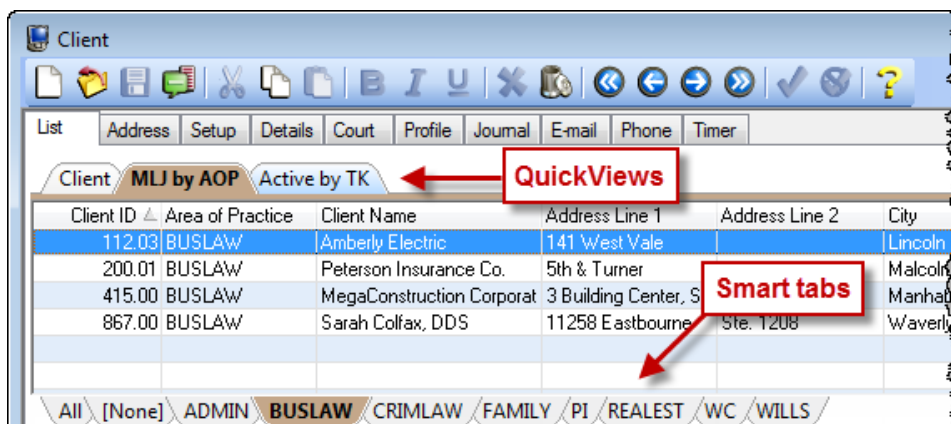 Client
B I U ?
List Address Setup Details Court Profile Journal E-mail Phone Timer
Client MLJ by AOP Active by TK QuickViews
Client ID Area of Practice Client Name Address Line 1 Address Line 2 City
112.03 BUSLAW Amberly Electric 141 West Vale Lincoln
200.01 BUSLAW Peterson Insurance Co. 5th & Turner Malcolm
415.00 BUSLAW MegaConstruction Corporat 3 Building Center, S Manha
867.00 BUSLAW Sarah Colfax, DDS 11258 Eastbourne Ste. 1208 Waverly
Smart tabs
All [None] ADMIN BUSLAW CRIMLAW FAMILY PI REALEST WC WILLS